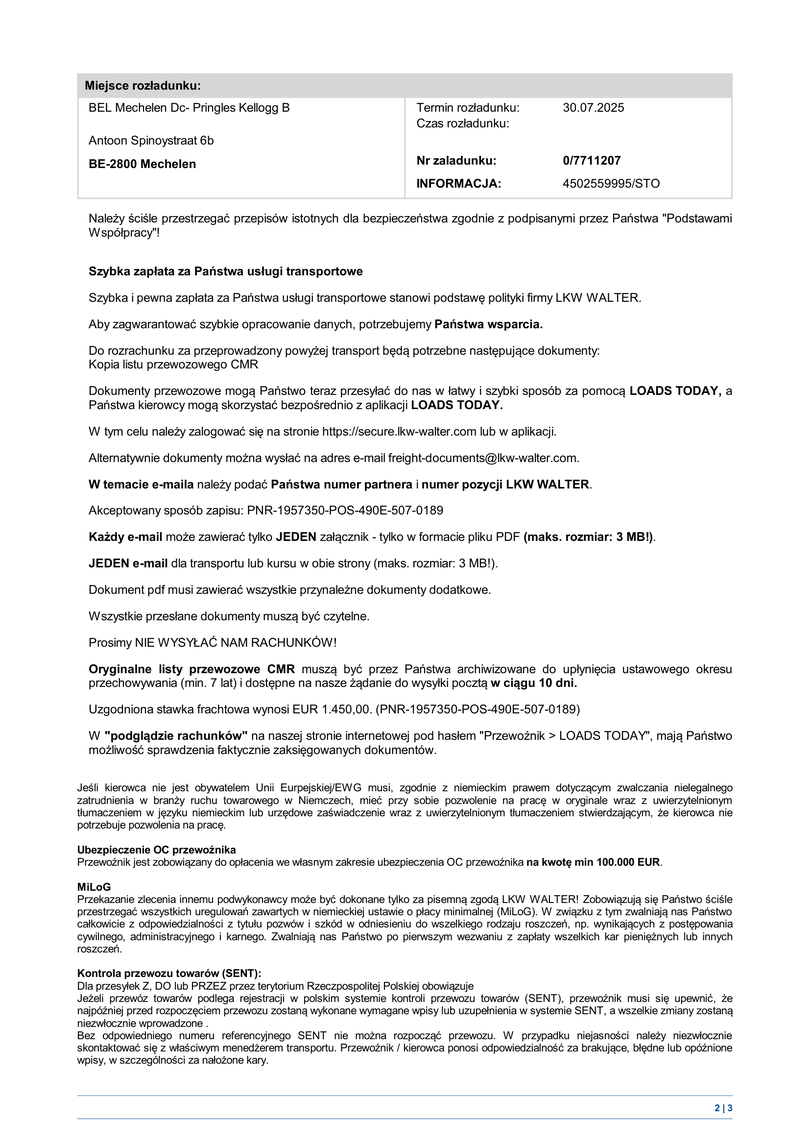 Miejsce rozładunku:
BEL Mechelen Dc- Pringles Kellogg B
Antoon Spinoystraat 6b
BE-2800 Mechelen
Termin rozładunku: 30.07.2025
Czas rozładunku:
Nr zaladunku: 0/7711207
INFORMACJA: 4502559995/STO
Należy ściśle przestrzegać przepisów istotnych dla bezpieczeństwa zgodnie z podpisanymi przez Państwa "Podstawami
Współpracy"!
Szybka zapłata za Państwa usługi transportowe
Szybka i pewna zapłata za Państwa usługi transportowe stanowi podstawę polityki firmy LKW WALTER.
Aby zagwarantować szybkie opracowanie danych, potrzebujemy Państwa wsparcia.
Do rozrachunku za przeprowadzony powyżej transport będą potrzebne następujące dokumenty:
Kopia listu przewozowego CMR
Dokumenty przewozowe mogą Państwo teraz przesyłać do nas w łatwy i szybki sposób za pomocą LOADS TODAY, a
Państwa kierowcy mogą skorzystać bezpośrednio z aplikacji LOADS TODAY.
W tym celu należy zalogować się na stronie https://secure.lkw-walter.com lub w aplikacji.
Alternatywnie dokumenty można wysłać na adres e-mail freight-documents@lkw-walter.com.
W temacie e-maila należy podać Państwa numer partnera i numer pozycji LKW WALTER.
Akceptowany sposób zapisu: PNR-1957350-POS-490E-507-0189
Każdy e-mail może zawierać tylko JEDEN załącznik - tylko w formacie pliku PDF (maks. rozmiar: 3 MB!).
JEDEN e-mail dla transportu lub kursu w obie strony (maks. rozmiar: 3 MB!).
Dokument pdf musi zawierać wszystkie przynależne dokumenty dodatkowe.
Wszystkie przesłane dokumenty muszą być czytelne.
Prosimy NIE WYSYŁAĆ NAM RACHUNKÓW!
Oryginalne listy przewozowe CMR muszą być przez Państwa archiwizowane do upłynięcia ustawowego okresu
przechowywania (min. 7 lat) i dostępne na nasze żądanie do wysyłki pocztą w ciągu 10 dni.
Uzgodniona stawka frachtowa wynosi EUR 1.450,00. (PNR-1957350-POS-490E-507-0189)
W "podglądzie rachunków" na naszej stronie internetowej pod hasłem "Przewoźnik > LOADS TODAY", mają Państwo
możliwość sprawdzenia faktycznie zaksięgowanych dokumentów.
Jeśli kierowca nie jest obywatelem Unii Eurpejskiej/EWG musi, zgodnie z niemieckim prawem dotyczącym zwalczania nielegalnego
zatrudnienia w branży ruchu towarowego w Niemczech, mieć przy sobie pozwolenie na pracę w oryginale wraz z uwierzytelnionym
tłumaczeniem w języku niemieckim lub urzędowe zaświadczenie wraz z uwierzytelnionym tłumaczeniem stwierdzającym, że kierowca nie
potrzebuje pozwolenia na pracę.
Ubezpieczenie OC przewoźnika
Przewoźnik jest zobowiązany do opłacenia we własnym zakresie ubezpieczenia OC przewoźnika na kwotę min 100.000 EUR.
MiLoG
Przekazanie zlecenia innemu podwykonawcy może być dokonane tylko za pisemną zgodą LKW WALTER! Zobowiązują się Państwo ściśle
przestrzegać wszystkich uregulowań zawartych w niemieckiej ustawie o płacy minimalnej (MiLoG). W związku z tym zwalniają nas Państwo
całkowicie z odpowiedzialności z tytułu pozwów i szkód w odniesieniu do wszelkiego rodzaju roszczeń, np. wynikających z postępowania
cywilnego, administracyjnego i karnego. Zwalniają nas Państwo po pierwszym wezwaniu z zapłaty wszelkich kar pieniężnych lub innych
roszczeń.
Kontrola przewozu towarów (SENT):
Dla przesyłek Z, DO lub PRZEZ przez terytorium Rzeczpospolitej Polskiej obowiązuje
Jeżeli przewóz towarów podlega rejestracji w polskim systemie kontroli przewozu towarów (SENT), przewoźnik musi się upewnić, że
najpóźniej przed rozpoczęciem przewozu zostaną wykonane wymagane wpisy lub uzupełnienia w systemie SENT, a wszelkie zmiany zostaną
niezwłocznie wprowadzone .
Bez odpowiedniego numeru referencyjnego SENT nie można rozpocząć przewozu. W przypadku niejasności należy niezwłocznie
skontaktować się z właściwym menedżerem transportu. Przewoźnik / kierowca ponosi odpowiedzialność za brakujące, błędne lub opóźnione
wpisy, w szczególności za nałożone kary.
2 | 3